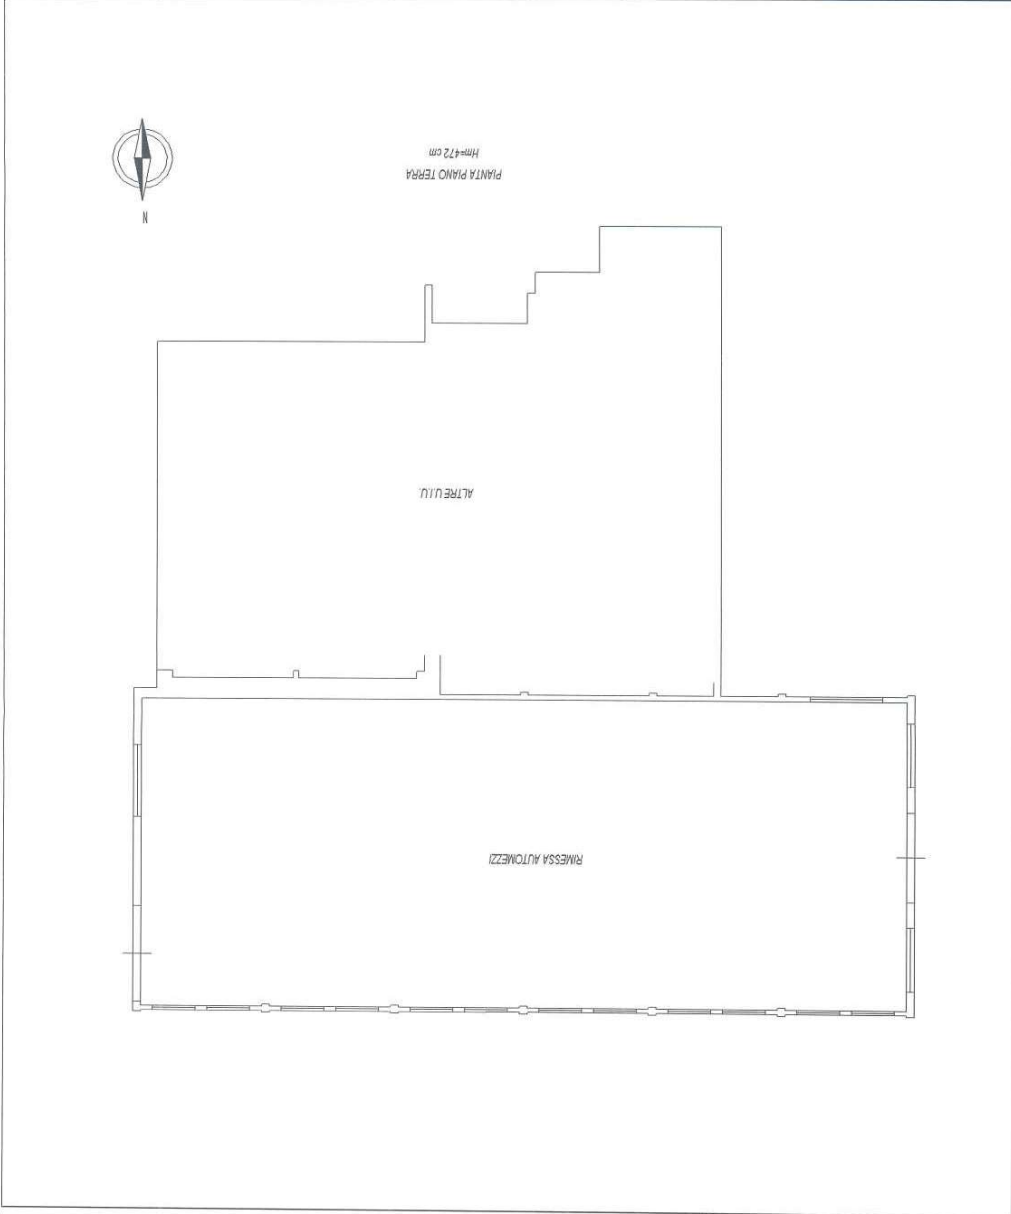 RIMESSA AUTOMEZZI
ALTRE U.I.U.
PIANTA PIANO TERRA
Hm=472 cm
N